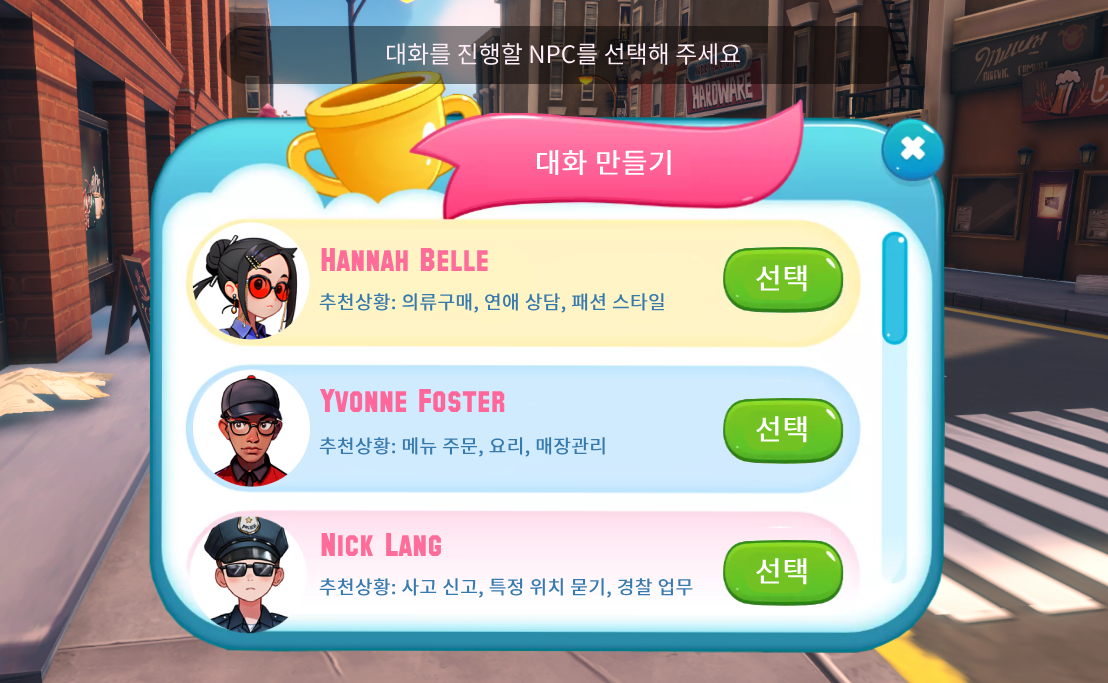 대화를 진행할 NPC를 선택해 주세요
HARDWARE
대화 만들기
HANNAH BELLE
추천상황: 의류구매, 연애 상담, 패션 스타일
선택
YVONNE FOSTER
추천상황: 메뉴 주문, 요리, 매장관리
선택
POLICE
NICK LANG
추천상황: 사고 신고, 특정 위치 묻기, 경찰 업무
선택